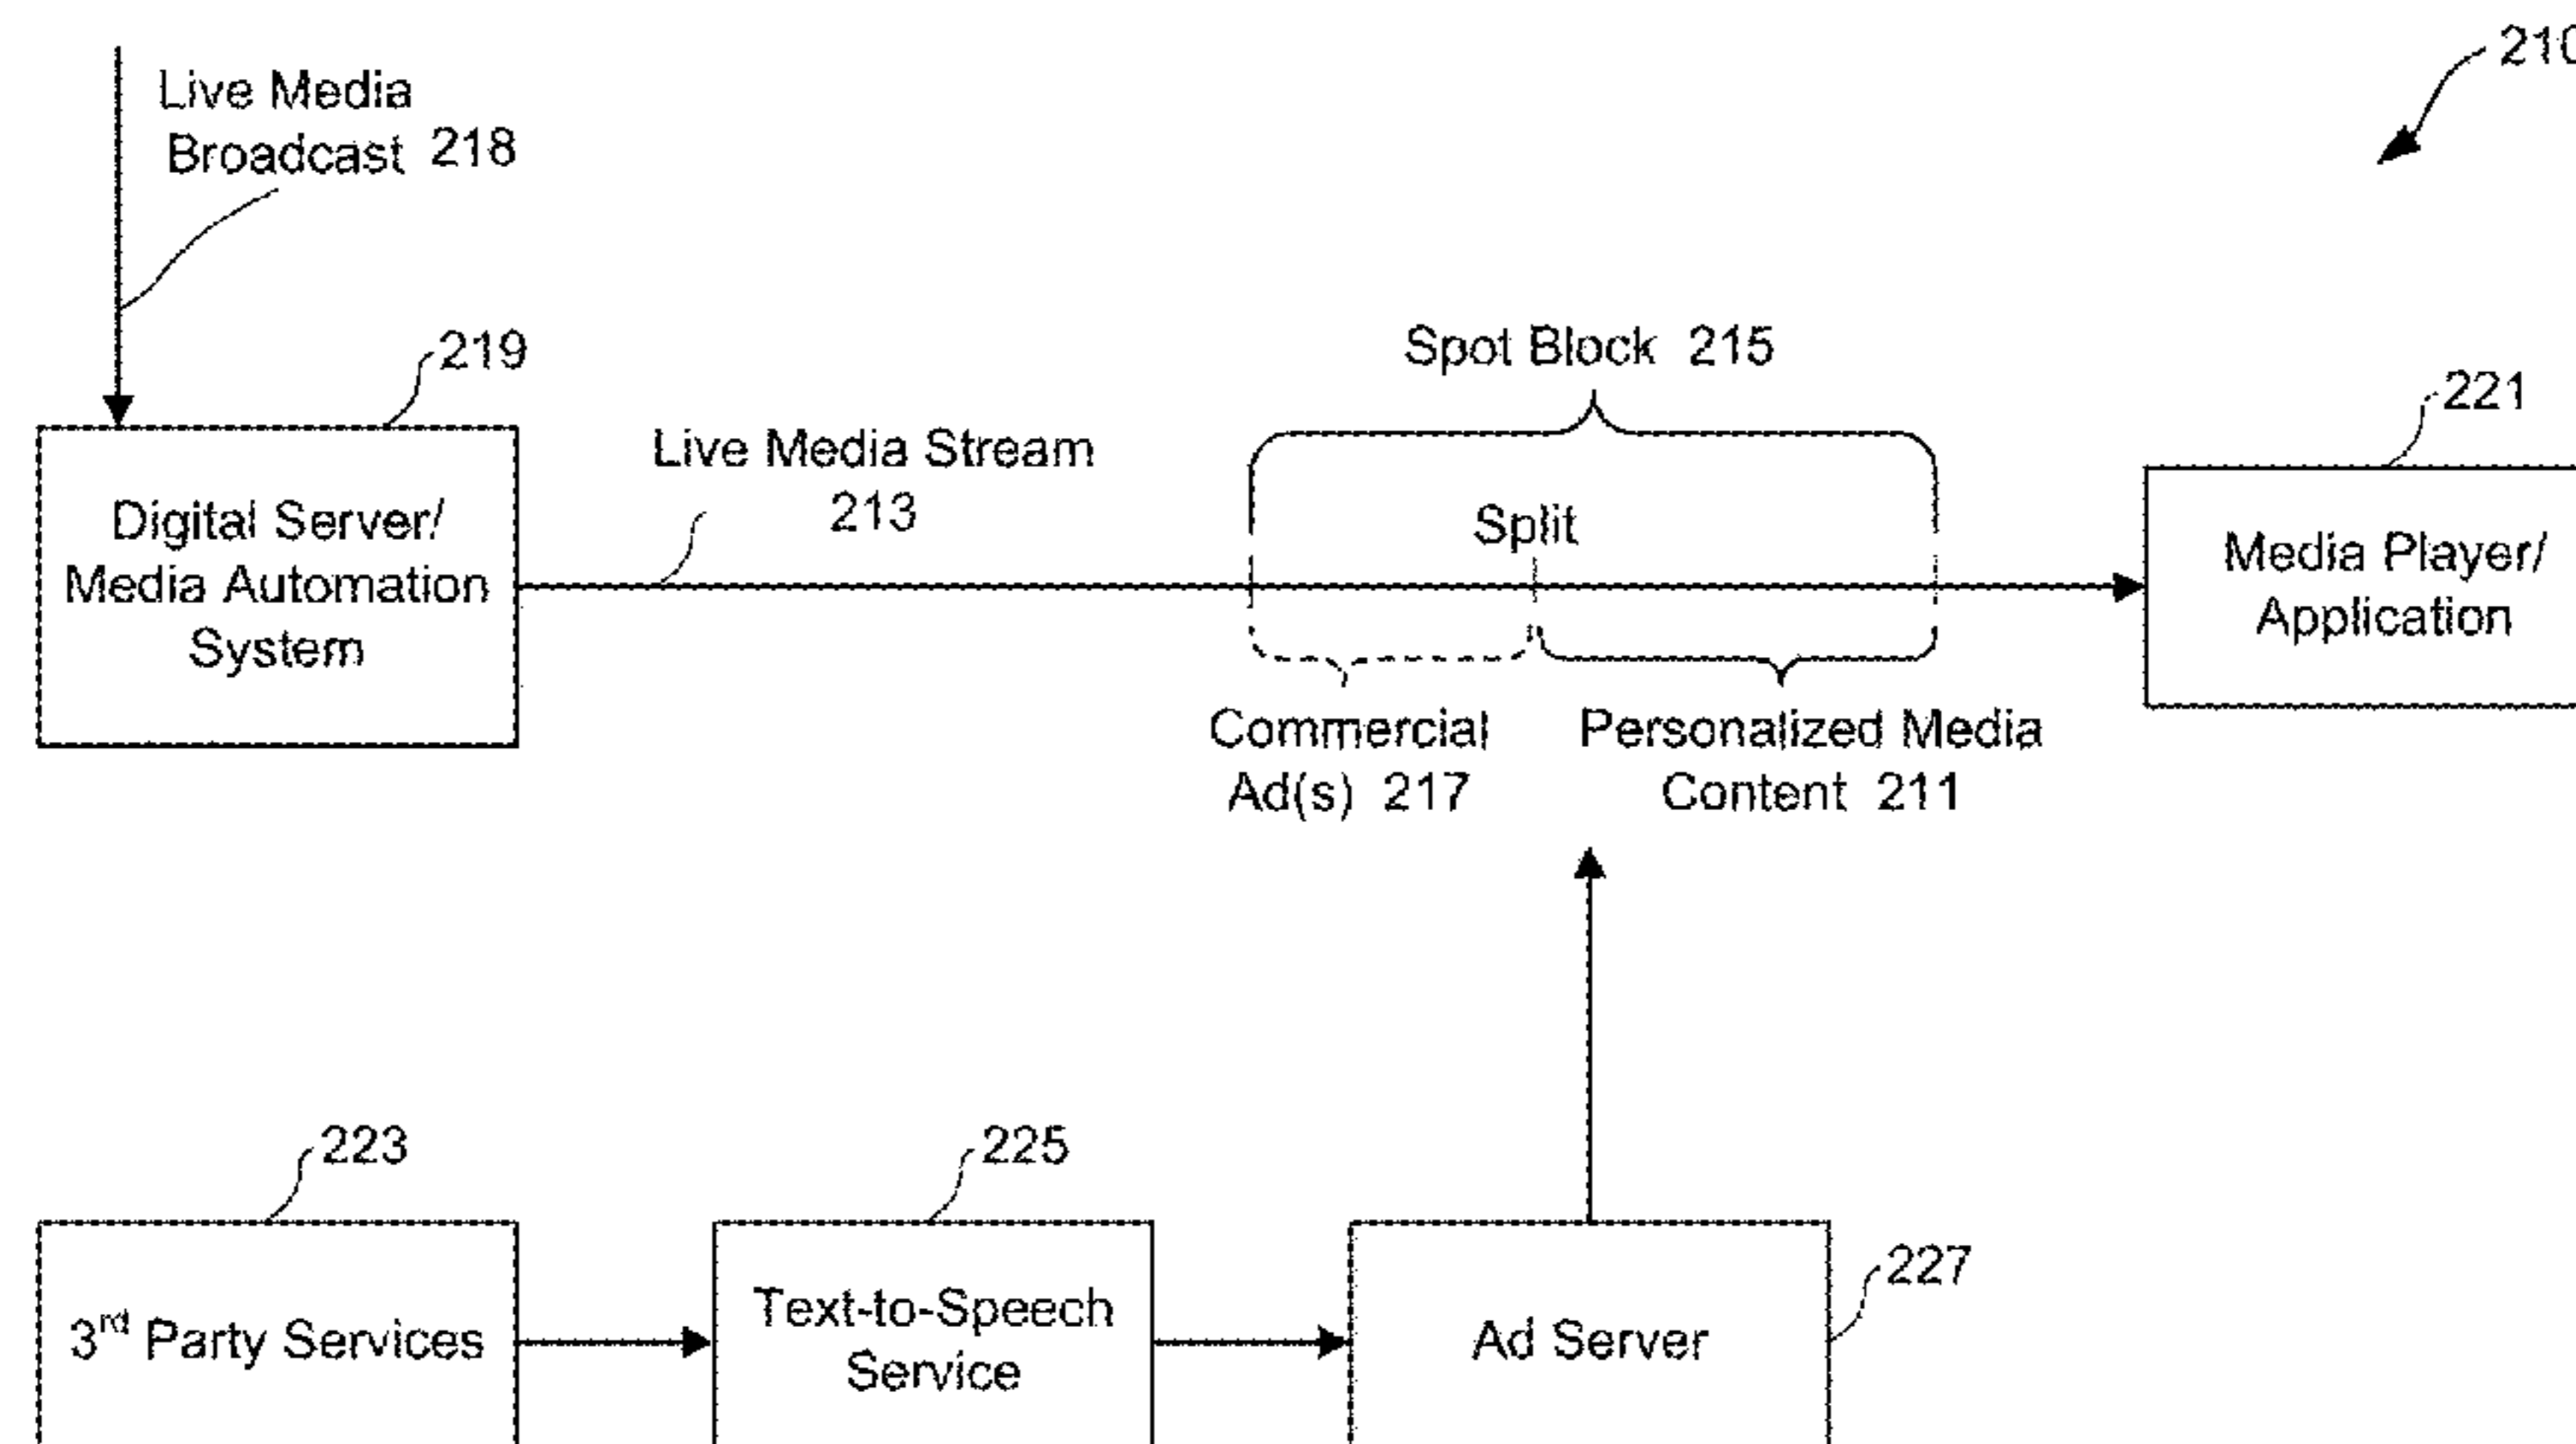 210
Live Media
Broadcast 218
219
Spot Block 215
221
Live Media Stream
213
Digital Server/
Media Automation
System
Split
Media Player/
Application
Commercial
Ad(s) 217
Personalized Media
Content 211
223
225
227
3rd Party Services
Text-to-Speech
Service
Ad Server